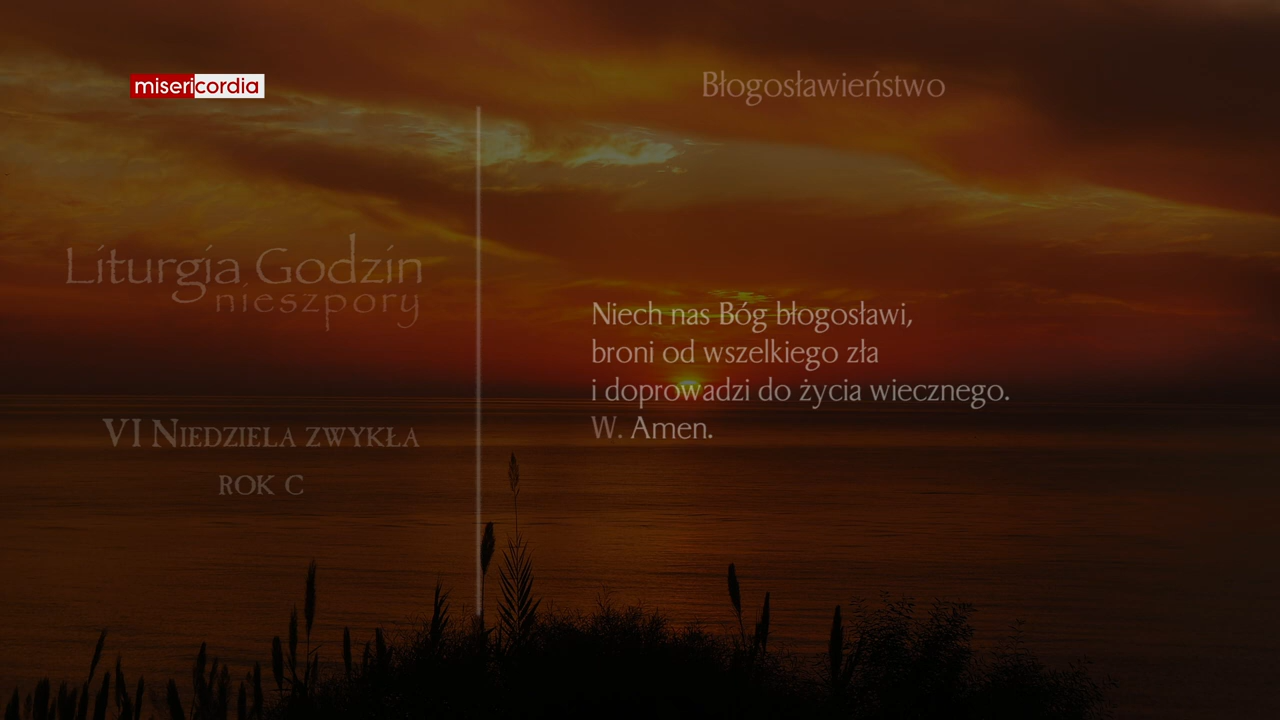 misericordia
Błogosławieństwo
Liturgia Godzin
nieszpory
VI Niedziela zwykła
rok C
Niech nas Bóg błogosławi,
broni od wszelkiego zła
i doprowadzi do życia wiecznego.
W. Amen.